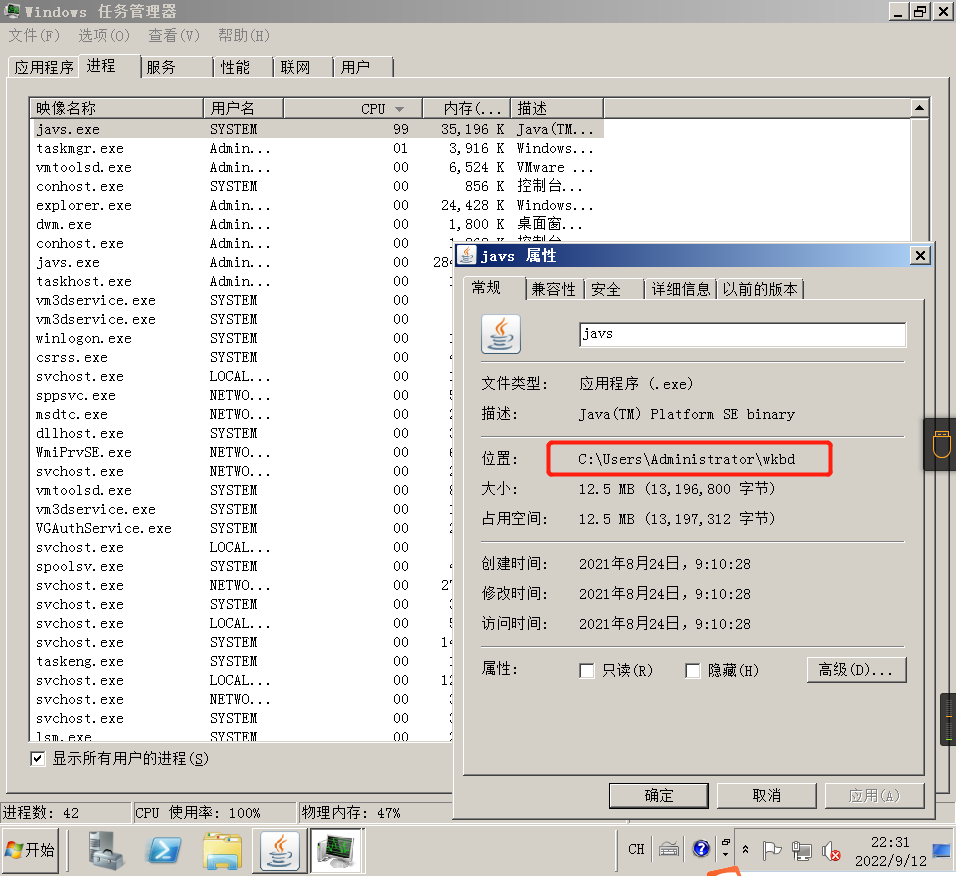 Windows 任务管理器
文件(F) 选项(O) 查看(V) 帮助(H)
应用程序 进程 服务 性能 联网 用户
映像名称 用户名 CPU 内存(... 描述
javs.exe SYSTEM 99 35,196 K Java(TM...
taskmgr.exe Admin... 01 3,916 K Windows...
vmtoolsd.exe Admin... 00 6,524 K VMware ...
conhost.exe SYSTEM 00 856 K 控制台...
explorer.exe Admin... 00 24,428 K Windows...
dwm.exe Admin... 00 1,800 K 桌面窗...
conhost.exe Admin... 00
javs.exe Admin... 00
taskhost.exe Admin... 00
vm3dservice.exe SYSTEM 00
vm3dservice.exe SYSTEM 00
winlogon.exe SYSTEM 00
csrss.exe SYSTEM 00
svchost.exe LOCAL... 00
sppsvc.exe NETWO... 00
msdtc.exe NETWO... 00
dllhost.exe SYSTEM 00
WmiPrvSE.exe NETWO... 00
svchost.exe NETWO... 00
vmtoolsd.exe SYSTEM 00
vm3dservice.exe SYSTEM 00
VGAuthService.exe SYSTEM 00
svchost.exe LOCAL... 00
spoolsv.exe SYSTEM 00
svchost.exe NETWO... 00
svchost.exe SYSTEM 00
svchost.exe LOCAL... 00
svchost.exe SYSTEM 00
taskeng.exe SYSTEM 00
svchost.exe LOCAL... 00
svchost.exe NETWO... 00
svchost.exe SYSTEM 00
lsm.exe SYSTEM 00
显示所有用户的进程(S)
进程数: 42 CPU 使用率: 100% 物理内存: 47%
javs 属性
常规 兼容性 安全 详细信息 以前的版本
javs
文件类型: 应用程序 (.exe)
描述: Java(TM) Platform SE binary
位置: C:\Users\Administrator\wkbd
大小: 12.5 MB (13,196,800 字节)
占用空间: 12.5 MB (13,197,312 字节)
创建时间: 2021年8月24日，9:10:28
修改时间: 2021年8月24日，9:10:28
访问时间: 2021年8月24日，9:10:28
属性: 只读(R) 隐藏(H) 高级(D)...
确定 取消 应用(A)
开始 CH 22:31
2022/9/12